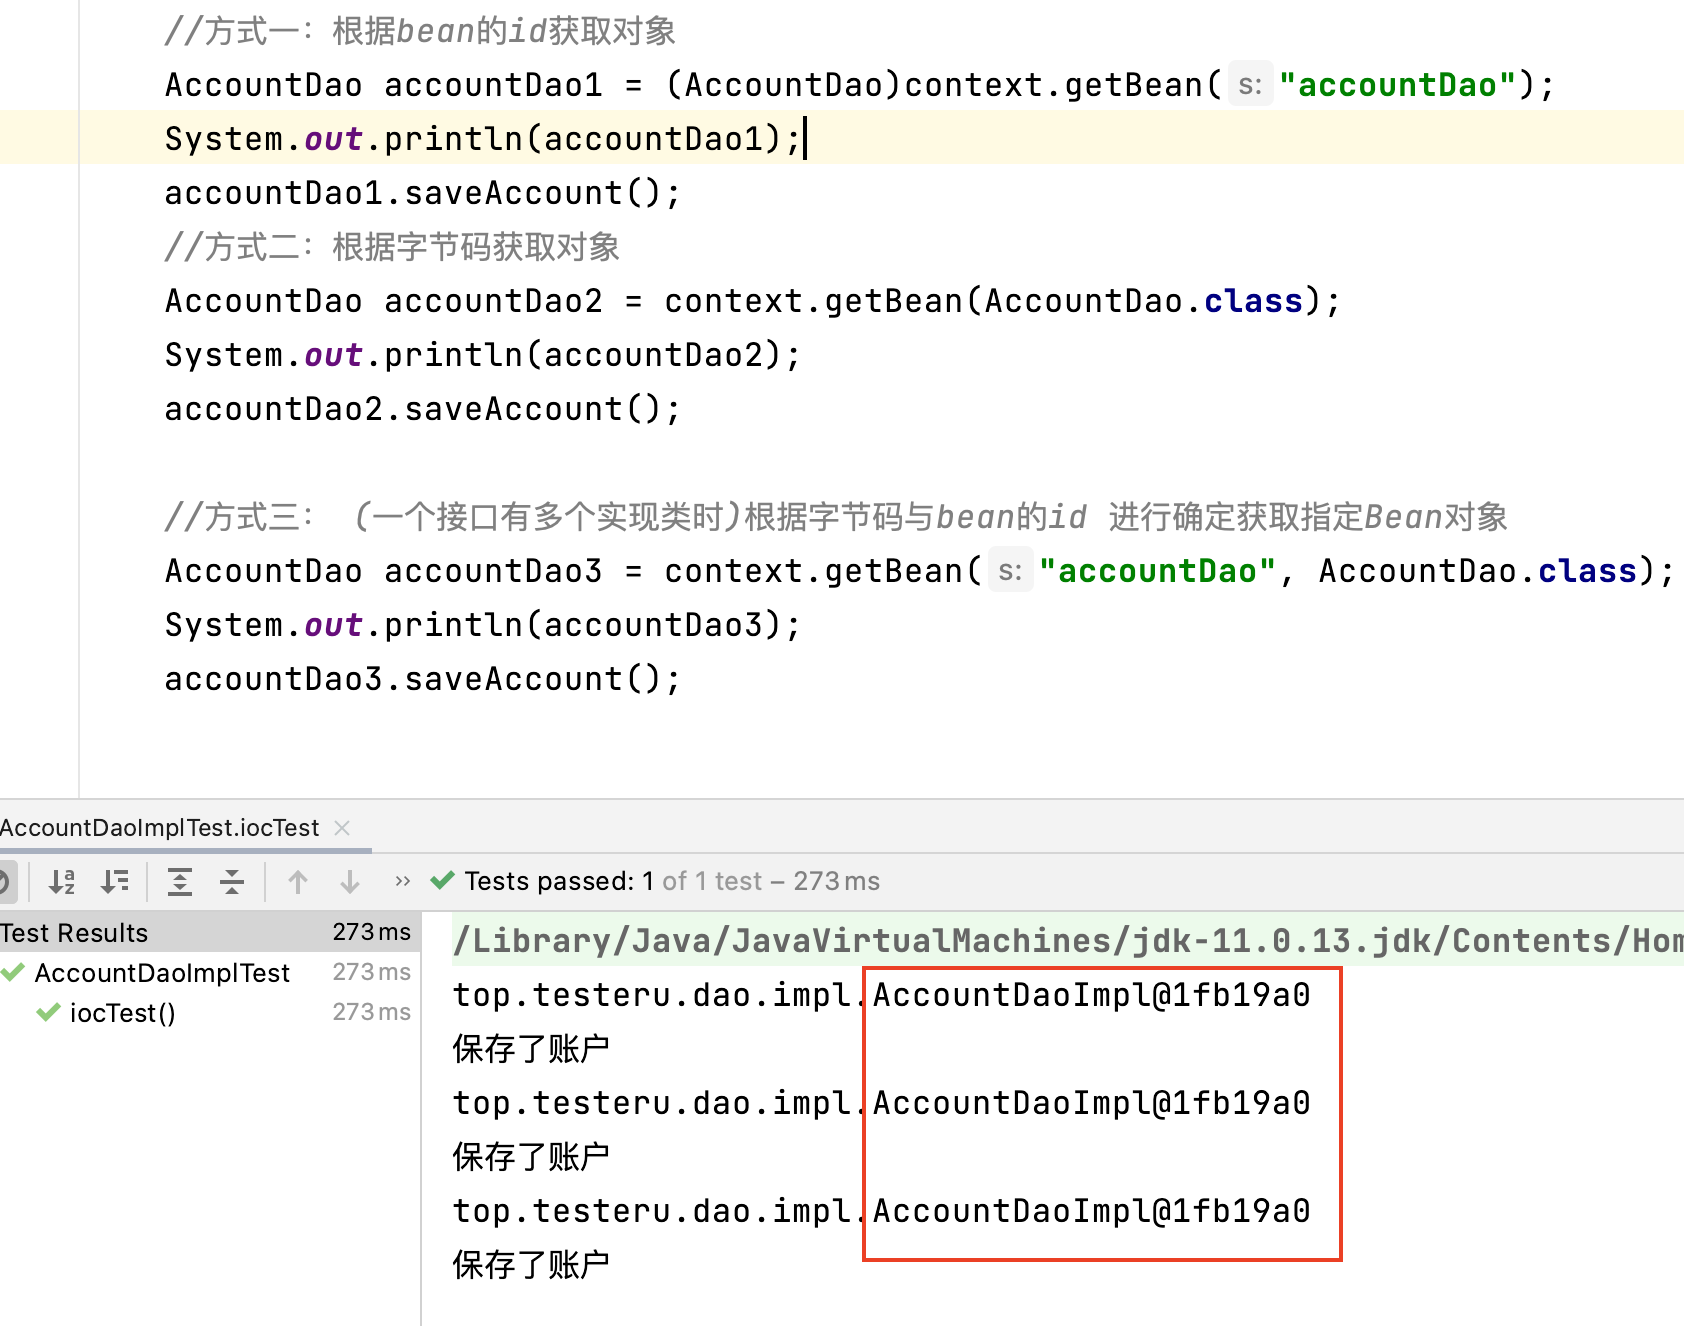 //方式一：根据bean的id获取对象
AccountDao accountDao1 = (AccountDao)context.getBean( s: "accountDao");
System.out.println(accountDao1);
accountDao1.saveAccount();
//方式二：根据字节码获取对象
AccountDao accountDao2 = context.getBean(AccountDao.class);
System.out.println(accountDao2);
accountDao2.saveAccount();
//方式三： (一个接口有多个实现类时)根据字节码与bean的id 进行确定获取指定Bean对象
AccountDao accountDao3 = context.getBean( s: "accountDao", AccountDao.class);
System.out.println(accountDao3);
accountDao3.saveAccount();
AccountDaoImplTest.iocTest
Tests passed: 1 of 1 test – 273 ms
Test Results 273 ms
AccountDaoImplTest 273 ms
iocTest() 273 ms
/Library/Java/JavaVirtualMachines/jdk-11.0.13.jdk/Contents/Hom
top.testeru.dao.impl.AccountDaoImpl@1fb19a0
保存了账户
top.testeru.dao.impl.AccountDaoImpl@1fb19a0
保存了账户
top.testeru.dao.impl.AccountDaoImpl@1fb19a0
保存了账户